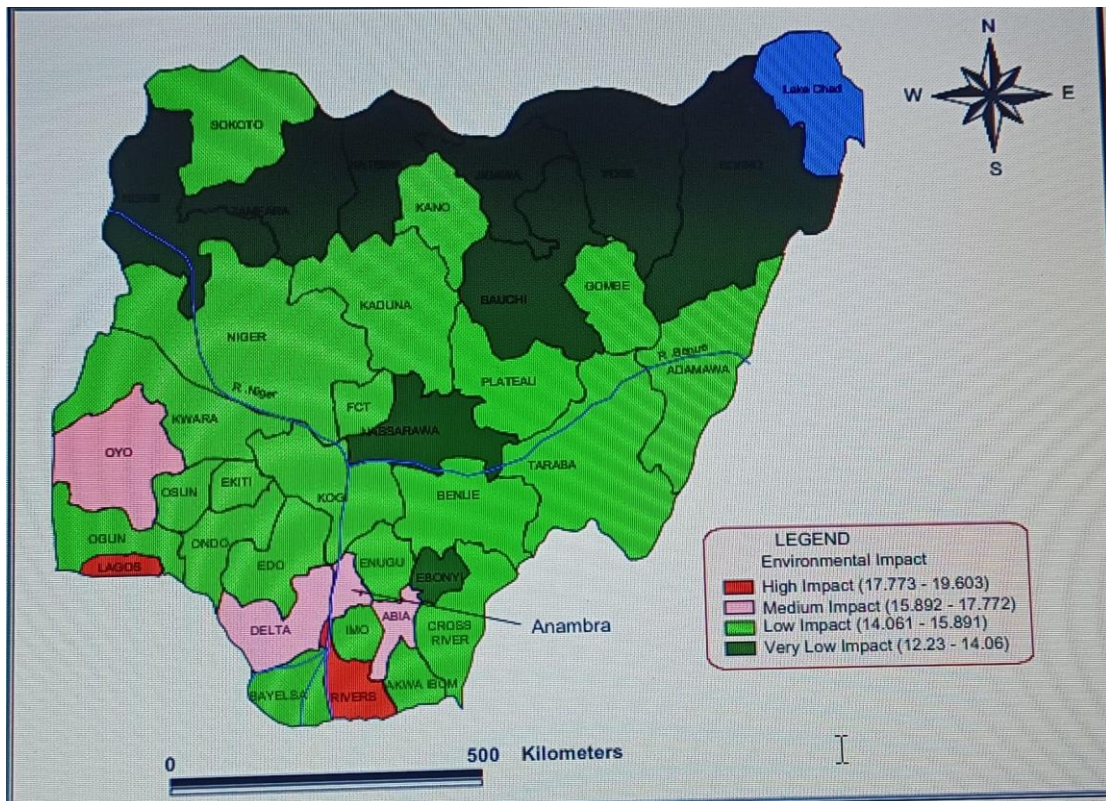 N
W
E
S
Lake Chad
SOKOTO
YOBE
ZAMFARA
KANO
BAUCHI
GOMBE
KADUNA
NIGER
R. Benue
ADAMAWA
PLATEAU
R. Niger
FCT
KWARA
NASSARAWA
OYO
TARABA
EKITI
OSUN
KOGI
BENUE
OGUN
ONDO
LAGOS
EDO
ENUGU
EBONYI
ABIA
CROSS
RIVER
DELTA
IMO
Anambra
BAYELSA
RIVERS
AKWA IBOM
LEGEND
Environmental Impact
High Impact (17.773 - 19.603)
Medium Impact (15.892 - 17.772)
Low Impact (14.061 - 15.891)
Very Low Impact (12.23 - 14.06)
0
500 Kilometers